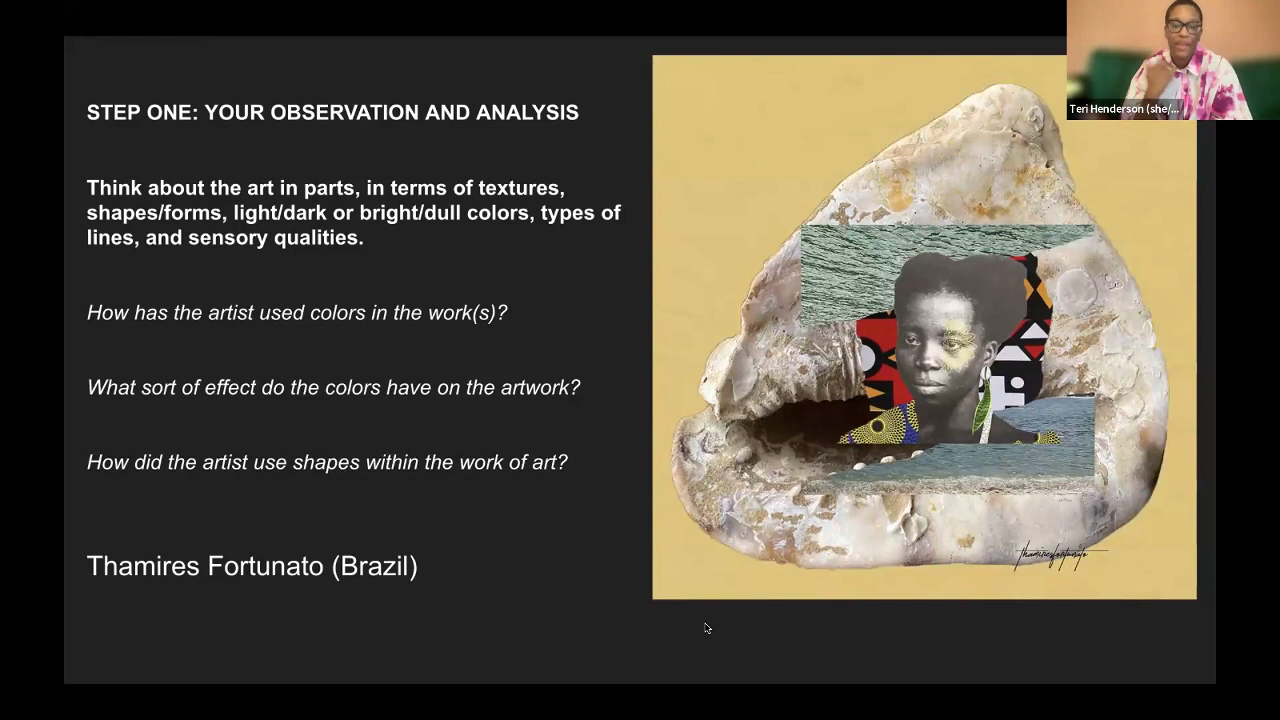 STEP ONE: YOUR OBSERVATION AND ANALYSIS
Think about the art in parts, in terms of textures,
shapes/forms, light/dark or bright/dull colors, types of
lines, and sensory qualities.
How has the artist used colors in the work(s)?
What sort of effect do the colors have on the artwork?
How did the artist use shapes within the work of art?
Thamires Fortunato (Brazil)
thamiresfortunato
Teri Henderson (she/...